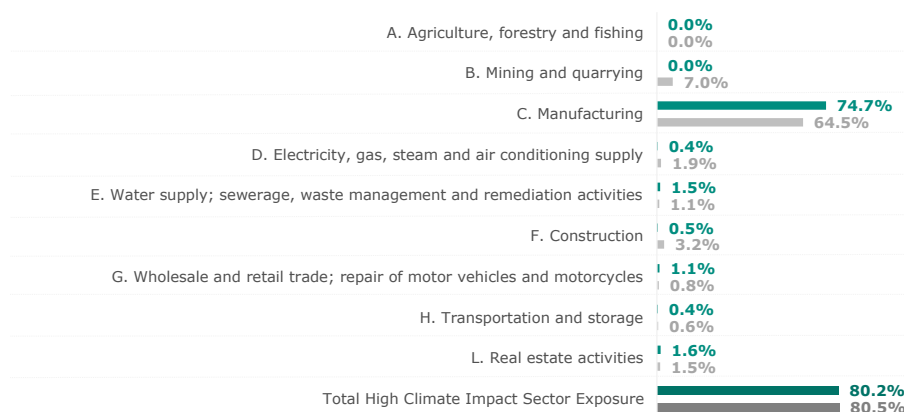 A. Agriculture, forestry and fishing
0.0%
0.0%
B. Mining and quarrying
0.0%
7.0%
C. Manufacturing
74.7%
64.5%
D. Electricity, gas, steam and air conditioning supply
0.4%
1.9%
E. Water supply; sewerage, waste management and remediation activities
1.5%
1.1%
F. Construction
0.5%
3.2%
G. Wholesale and retail trade; repair of motor vehicles and motorcycles
1.1%
0.8%
H. Transportation and storage
0.4%
0.6%
L. Real estate activities
1.6%
1.5%
Total High Climate Impact Sector Exposure
80.2%
80.5%